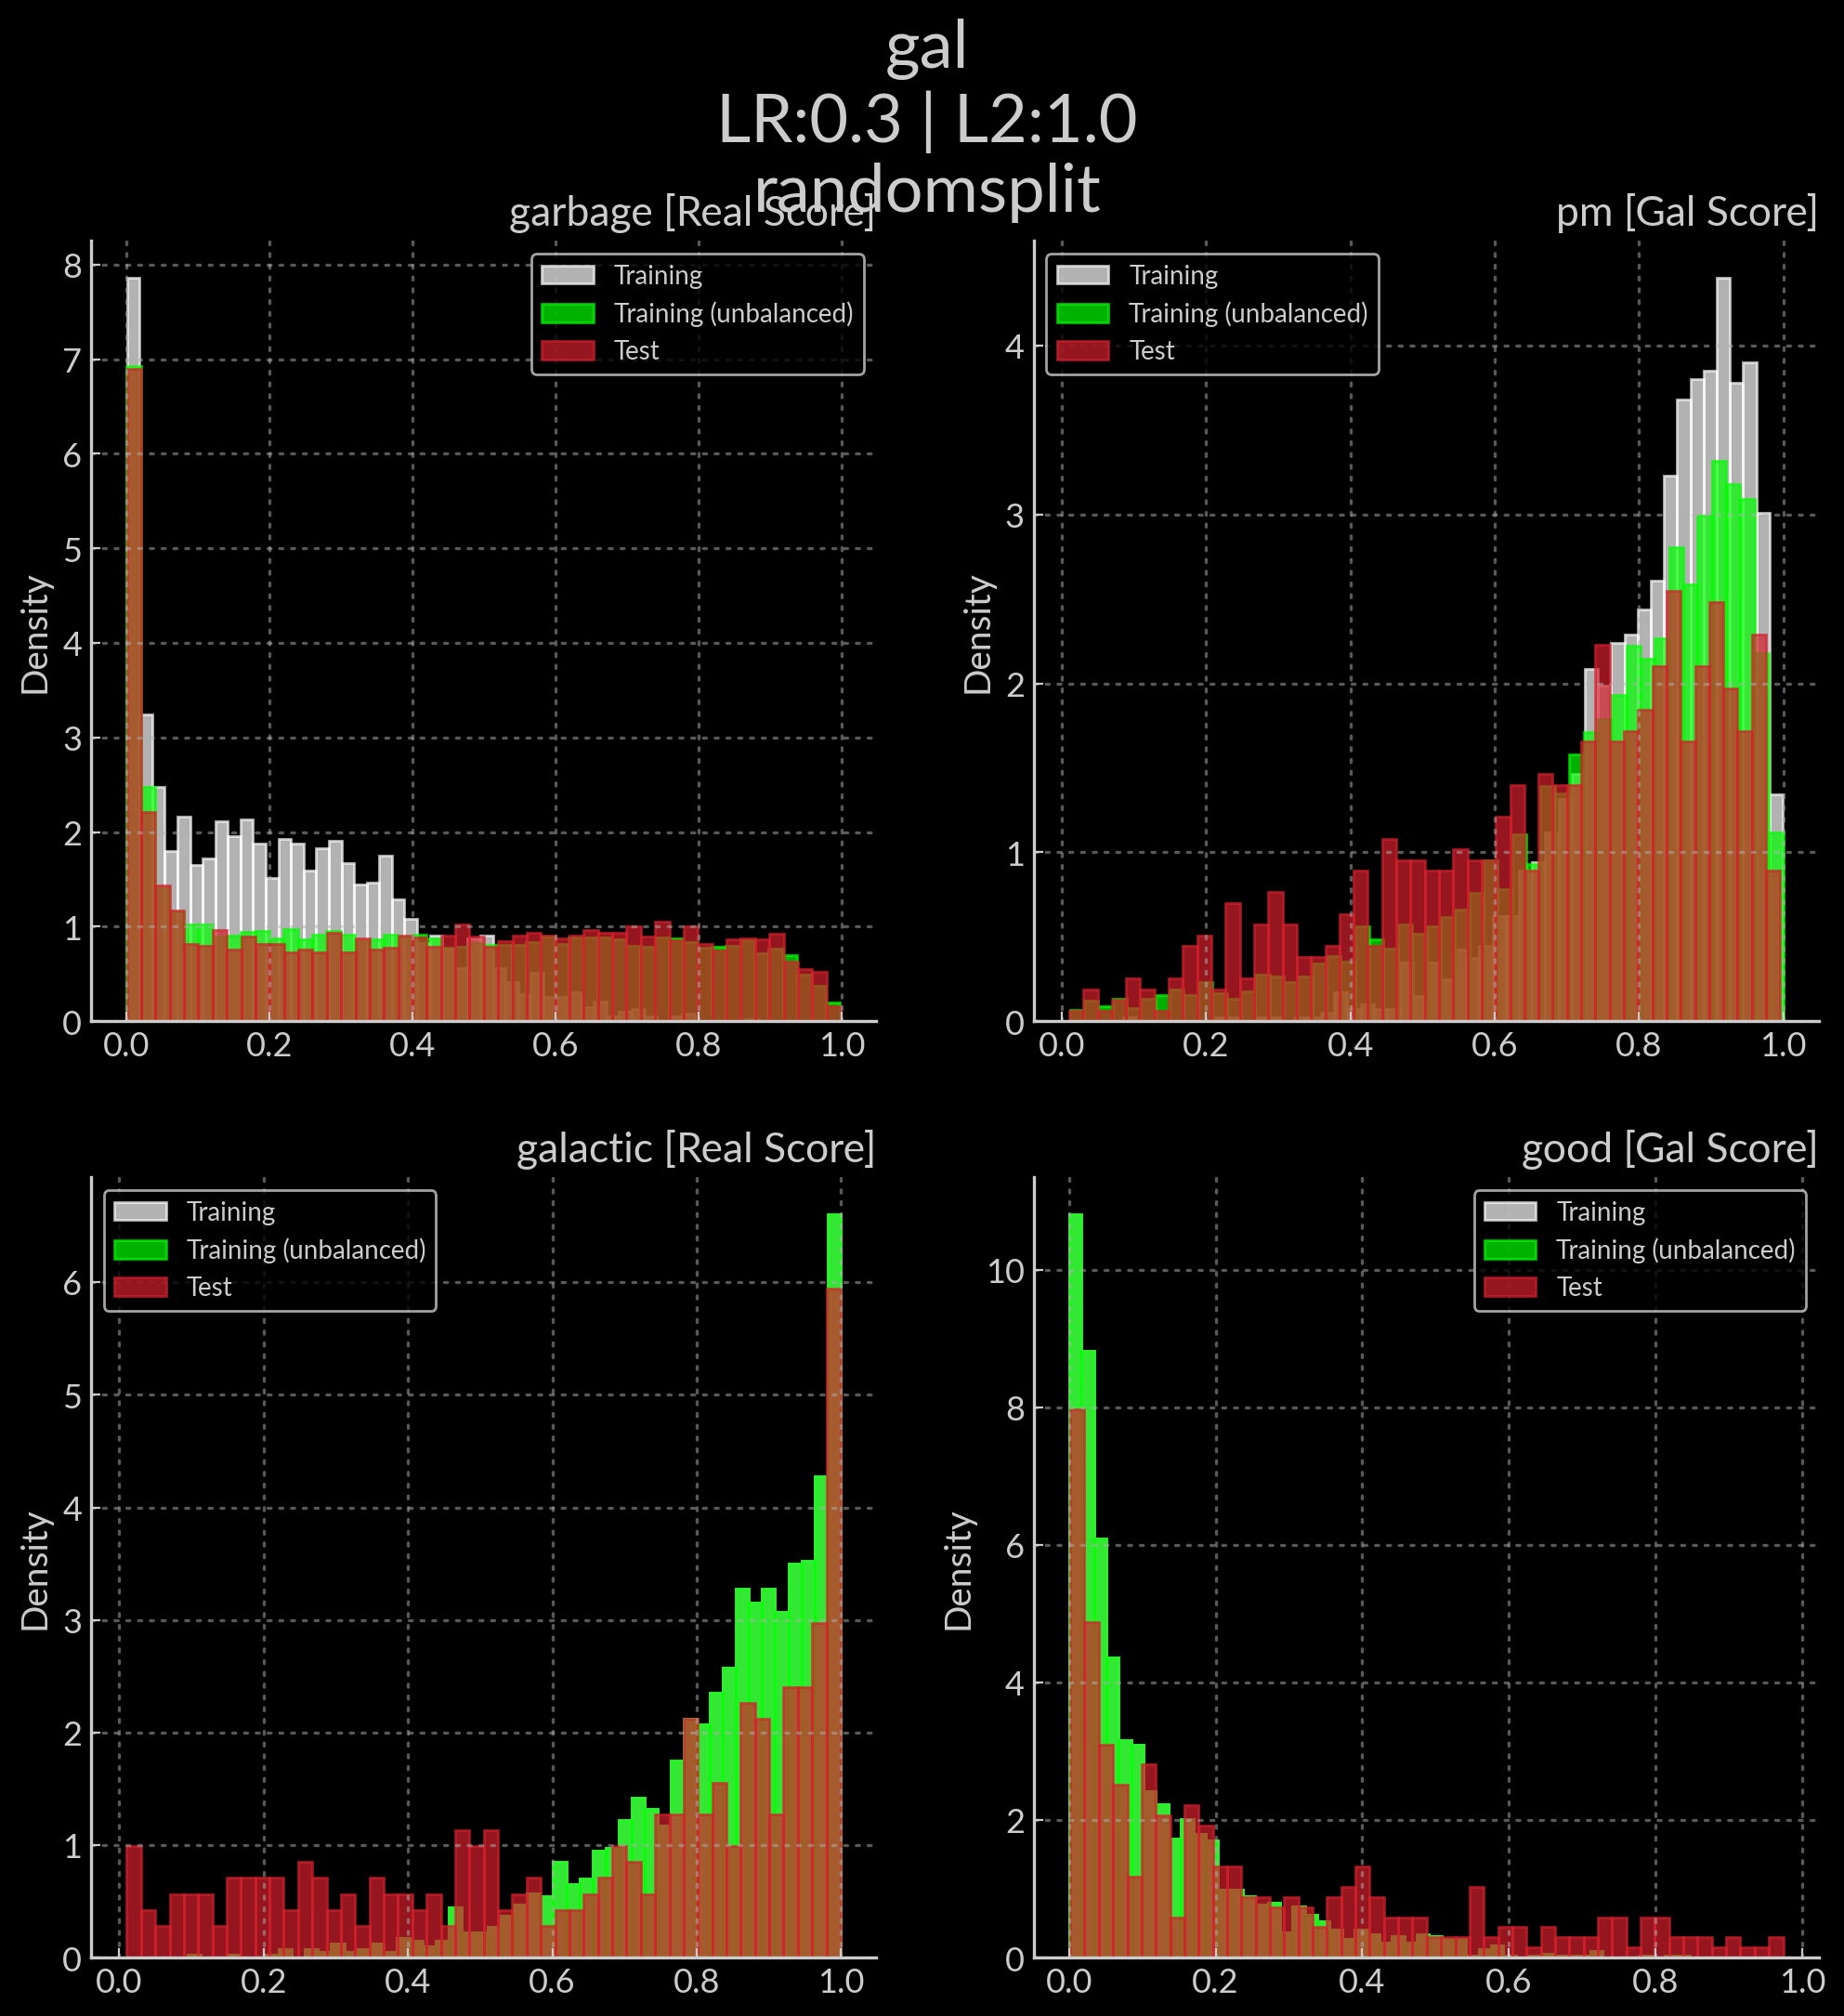 gal
LR:0.3 | L2:1.0
randomsplit
garbage [Real Score]
Training
Training (unbalanced)
Test
Density
8
7
6
5
4
3
2
1
0
0.0 0.2 0.4 0.6 0.8 1.0
pm [Gal Score]
Training
Training (unbalanced)
Test
Density
4
3
2
1
0
0.0 0.2 0.4 0.6 0.8 1.0
galactic [Real Score]
Training
Training (unbalanced)
Test
Density
6
5
4
3
2
1
0
0.0 0.2 0.4 0.6 0.8 1.0
good [Gal Score]
Training
Training (unbalanced)
Test
Density
10
8
6
4
2
0
0.0 0.2 0.4 0.6 0.8 1.0